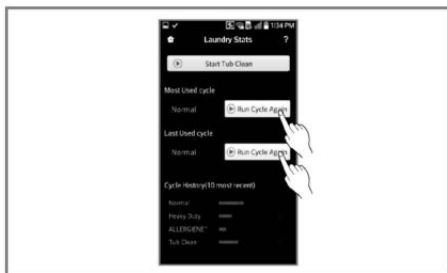 1:34 PM
Laundry Stats ?
Start Tub Clean
Most Used cycle
Normal Run Cycle Again
Last Used cycle
Normal Run Cycle Again
Cycle History(10 most recent)
Normal
Heavy Duty
ALLERGIENE™
Tub Clean